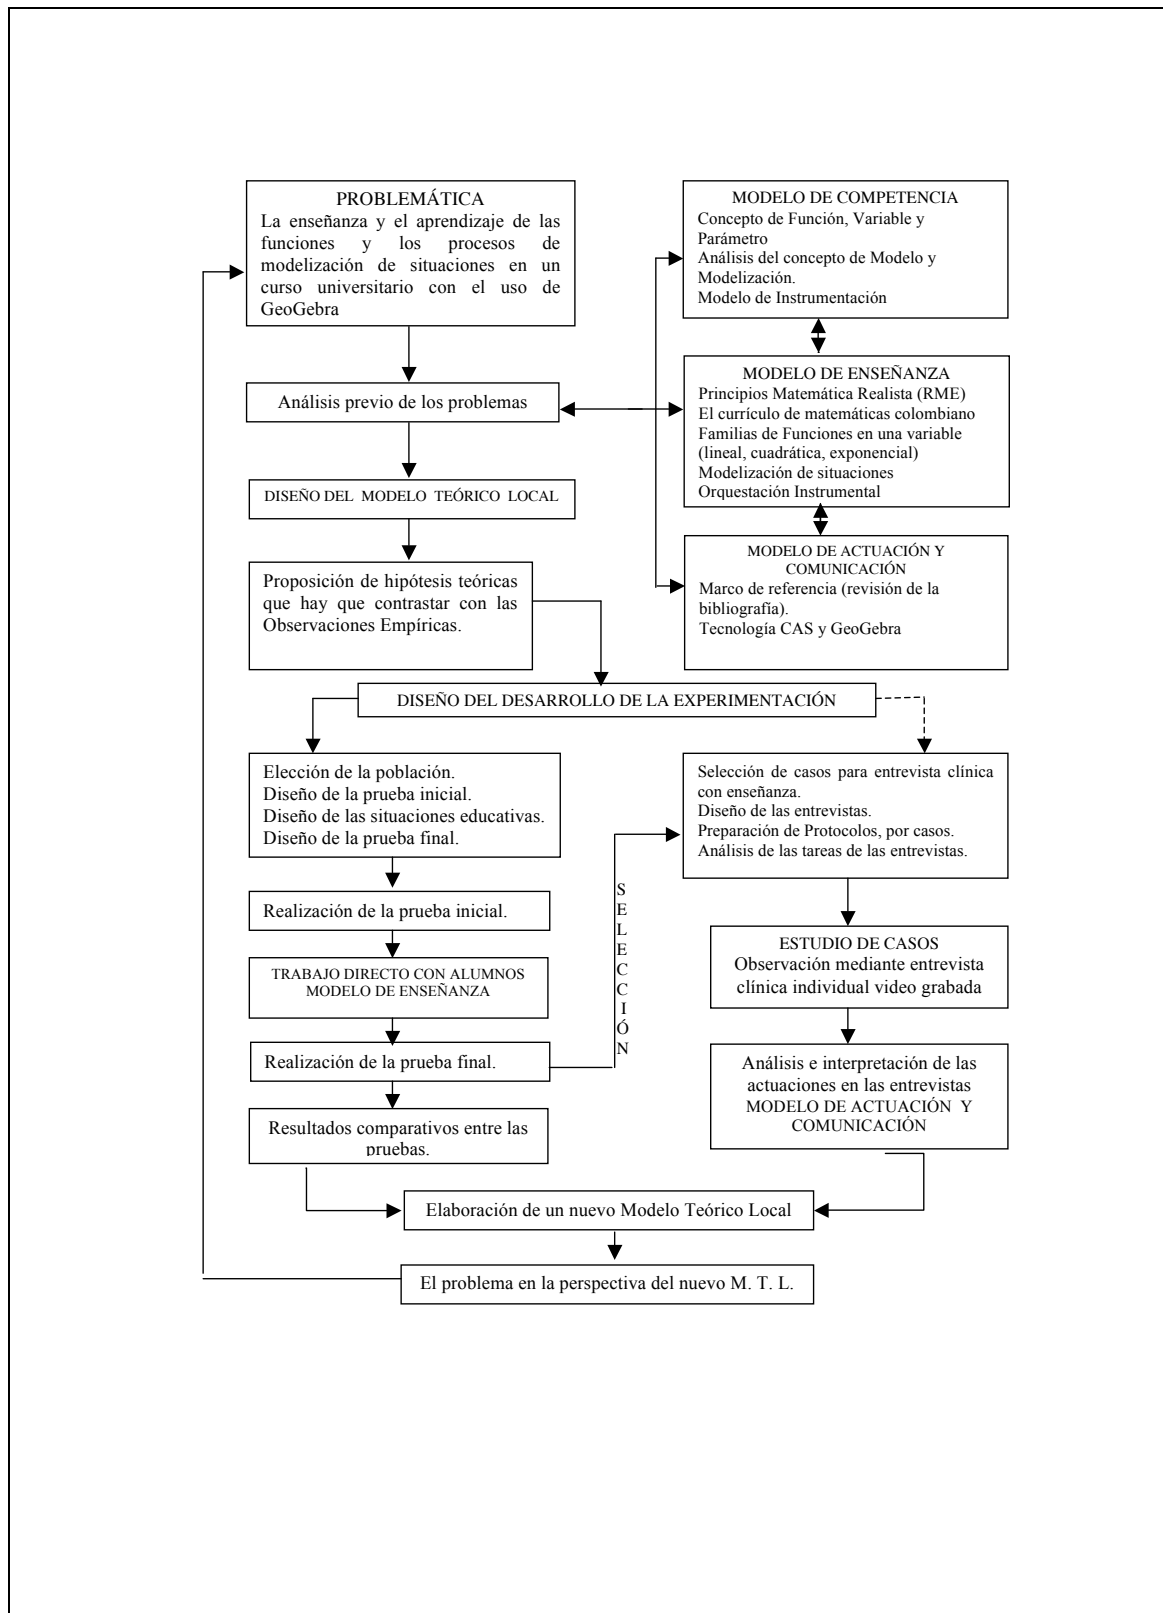 PROBLEMÁTICA
La enseñanza y el aprendizaje de las
funciones y los procesos de
modelización de situaciones en un
curso universitario con el uso de
GeoGebra
Análisis previo de los problemas
DISEÑO DEL MODELO TEÓRICO LOCAL
Proposición de hipótesis teóricas
que hay que contrastar con las
Observaciones Empíricas.
MODELO DE COMPETENCIA
Concepto de Función, Variable y
Parámetro
Análisis del concepto de Modelo y
Modelización.
Modelo de Instrumentación
MODELO DE ENSEÑANZA
Principios Matemática Realista (RME)
El currículo de matemáticas colombiano
Familias de Funciones en una variable
(lineal, cuadrática, exponencial)
Modelización de situaciones
Orquestación Instrumental
MODELO DE ACTUACIÓN Y
COMUNICACIÓN
Marco de referencia (revisión de la
bibliografía).
Tecnología CAS y GeoGebra
DISEÑO DEL DESARROLLO DE LA EXPERIMENTACIÓN
Elección de la población.
Diseño de la prueba inicial.
Diseño de las situaciones educativas.
Diseño de la prueba final.
Realización de la prueba inicial.
TRABAJO DIRECTO CON ALUMNOS
MODELO DE ENSEÑANZA
Realización de la prueba final.
Resultados comparativos entre las
pruebas.
SELECCIÓN
Selección de casos para entrevista clínica
con enseñanza.
Diseño de las entrevistas.
Preparación de Protocolos, por casos.
Análisis de las tareas de las entrevistas.
ESTUDIO DE CASOS
Observación mediante entrevista
clínica individual video grabada
Análisis e interpretación de las
actuaciones en las entrevistas
MODELO DE ACTUACIÓN Y
COMUNICACIÓN
Elaboración de un nuevo Modelo Teórico Local
El problema en la perspectiva del nuevo M. T. L.